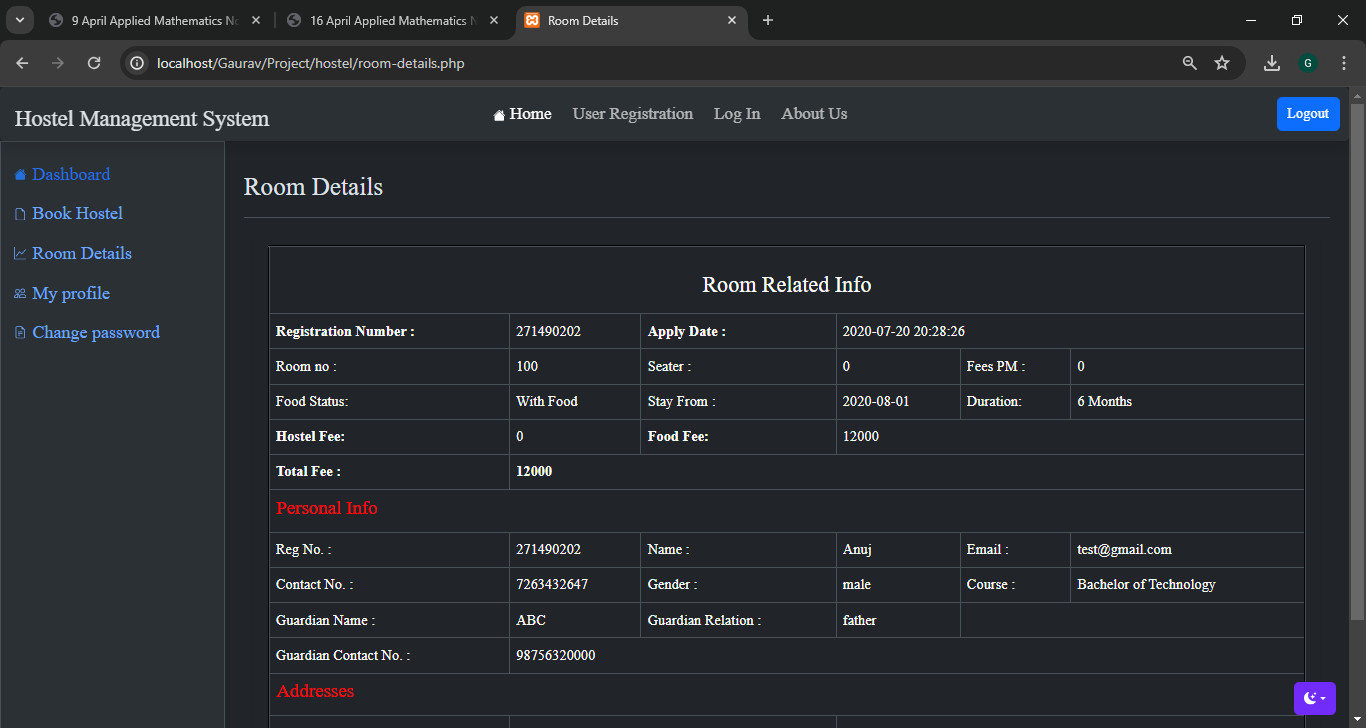 9 April Applied Mathematics No
16 April Applied Mathematics N
Room Details
localhost/Gaurav/Project/hostel/room-details.php
G
Hostel Management System
Home User Registration Log In About Us
Logout
Dashboard
Book Hostel
Room Details
My profile
Change password
Room Details
Room Related Info
Registration Number : 271490202 Apply Date : 2020-07-20 20:28:26
Room no : 100 Seater : 0 Fees PM : 0
Food Status: With Food Stay From : 2020-08-01 Duration: 6 Months
Hostel Fee: 0 Food Fee: 12000
Total Fee : 12000
Personal Info
Reg No. : 271490202 Name : Anuj Email : test@gmail.com
Contact No. : 7263432647 Gender : male Course : Bachelor of Technology
Guardian Name : ABC Guardian Relation : father
Guardian Contact No. : 98756320000
Addresses